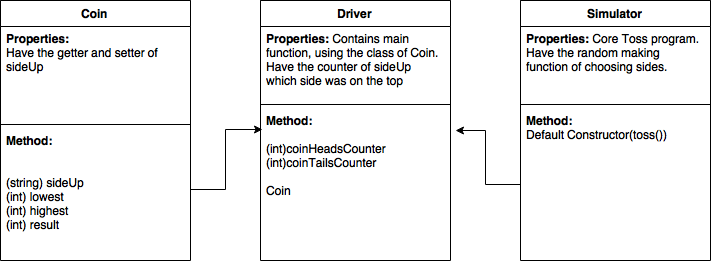 Coin
Properties:
Have the getter and setter of
sideUp
Method:
(string) sideUp
(int) lowest
(int) highest
(int) result
Driver
Properties: Contains main
function, using the class of Coin.
Have the counter of sideUp
which side was on the top
Method:
(int)coinHeadsCounter
(int)coinTailsCounter
Coin
Simulator
Properties: Core Toss program.
Have the random making
function of choosing sides.
Method:
Default Constructor(toss())